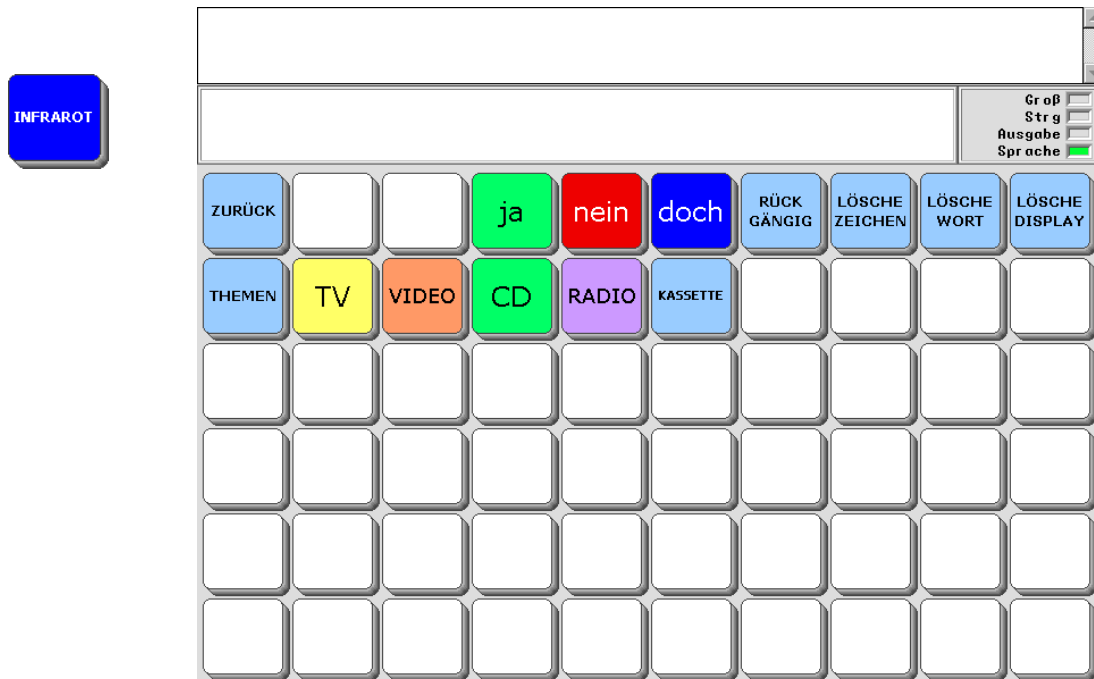 INFRAROT
Groß
Strg
Ausgabe
Sprache
ZURÜCK
ja
nein
doch
RÜCK
GÄNGIG
LÖSCHE
ZEICHEN
LÖSCHE
WORT
LÖSCHE
DISPLAY
THEMEN
TV
VIDEO
CD
RADIO
KASSETTE